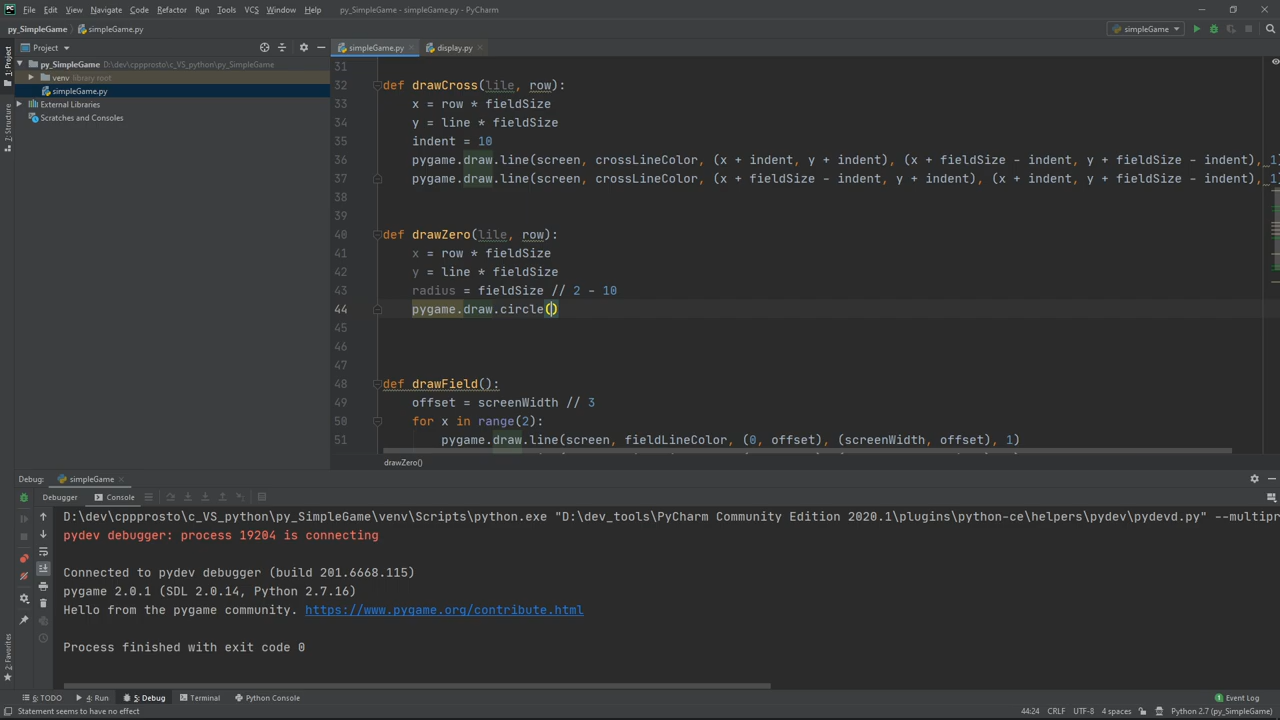 File Edit View Navigate Code Refactor Run Tools VCS Window Help py_SimpleGame - simpleGame.py - PyCharm
py_SimpleGame simpleGame.py simpleGame
Project simpleGame.py display.py
1: Project
7: Structure
2: Favorites
py_SimpleGame D:\dev\cppprosto\c_VS_python\py_SimpleGame
venv library root
simpleGame.py
External Libraries
Scratches and Consoles
31
32 def drawCross(lile, row):
33 x = row * fieldSize
34 y = line * fieldSize
35 indent = 10
36 pygame.draw.line(screen, crossLineColor, (x + indent, y + indent), (x + fieldSize - indent, y + fieldSize - indent), 1
37 pygame.draw.line(screen, crossLineColor, (x + fieldSize - indent, y + indent), (x + indent, y + fieldSize - indent), 1
38
39
40 def drawZero(lile, row):
41 x = row * fieldSize
42 y = line * fieldSize
43 radius = fieldSize // 2 - 10
44 pygame.draw.circle()
45
46
47
48 def drawField():
49 offset = screenWidth // 3
50 for x in range(2):
51 pygame.draw.line(screen, fieldLineColor, (0, offset), (screenWidth, offset), 1)
drawZero()
Debug: simpleGame
Debugger Console
D:\dev\cppprosto\c_VS_python\py_SimpleGame\venv\Scripts\python.exe "D:\dev_tools\PyCharm Community Edition 2020.1\plugins\python-ce\helpers\pydev\pydevd.py" --multipr
pydev debugger: process 19204 is connecting
Connected to pydev debugger (build 201.6668.115)
pygame 2.0.1 (SDL 2.0.14, Python 2.7.16)
Hello from the pygame community. https://www.pygame.org/contribute.html
Process finished with exit code 0
6: TODO 4: Run 5: Debug Terminal Python Console Event Log
Statement seems to have no effect 44:24 CRLF UTF-8 4 spaces Python 2.7 (py_SimpleGame)